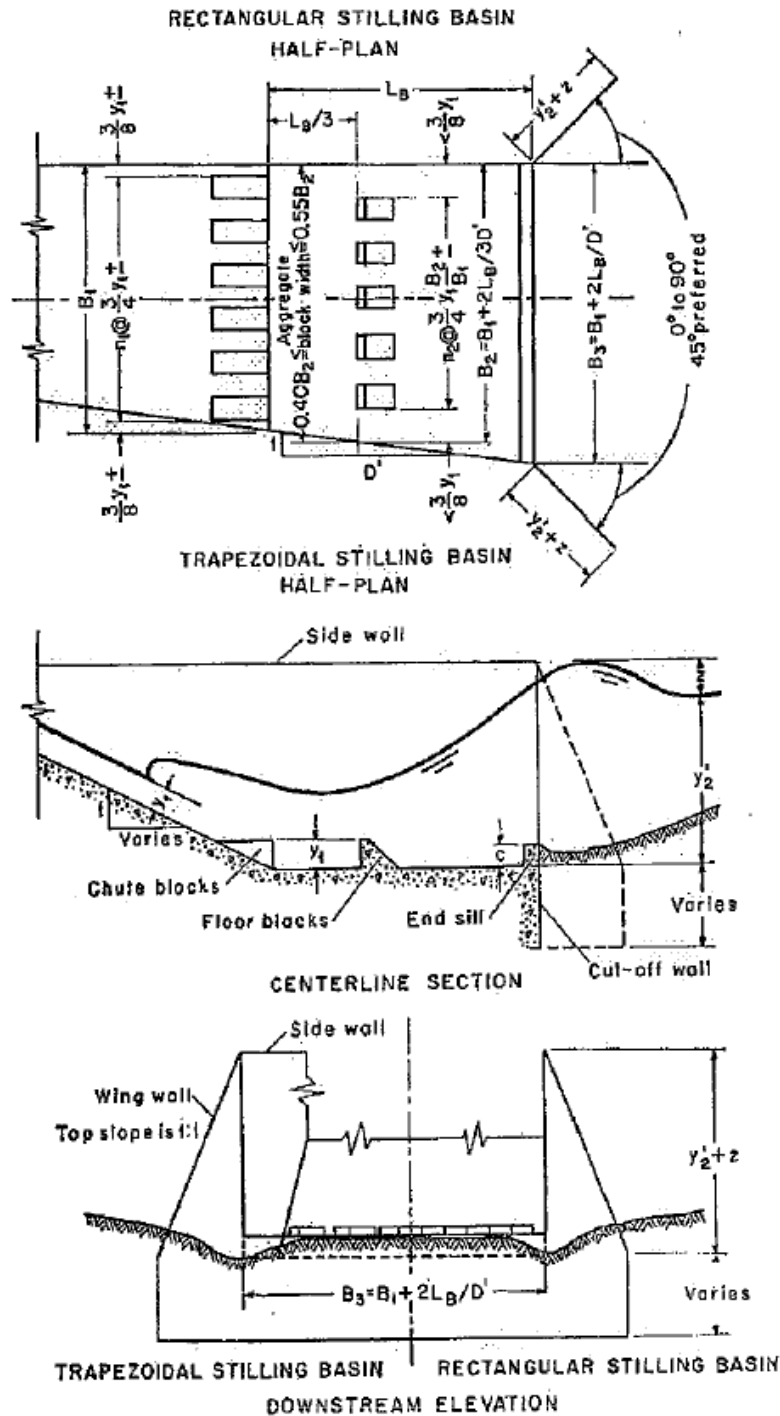 RECTANGULAR STILLING BASIN
HALF-PLAN
L_B
L_B/3
3/8 y₁±
<3/8 y₁
y₂'+z
B₁
n₁@3/4 y₁±
Aggregate
0.40B₂≤block width≤0.55B₂
n₂@3/4 y₁ B₂/B₁±
B₂=B₁+2L_B/3D'
B₃=B₁+2L_B/D'
0° to 90°
45° preferred
1
D'
3/8 y₁±
<3/8 y₁
y₂'+z
TRAPEZOIDAL STILLING BASIN
HALF-PLAN
Side wall
y₁
1
Varies
Chute blocks
y₁
Floor blocks
c
End sill
y₂'
Varies
Cut-off wall
CENTERLINE SECTION
Side wall
Wing wall
Top slope is 1:1
y₂'+z
B₃=B₁+2L_B/D'
Varies
TRAPEZOIDAL STILLING BASIN
RECTANGULAR STILLING BASIN
DOWNSTREAM ELEVATION